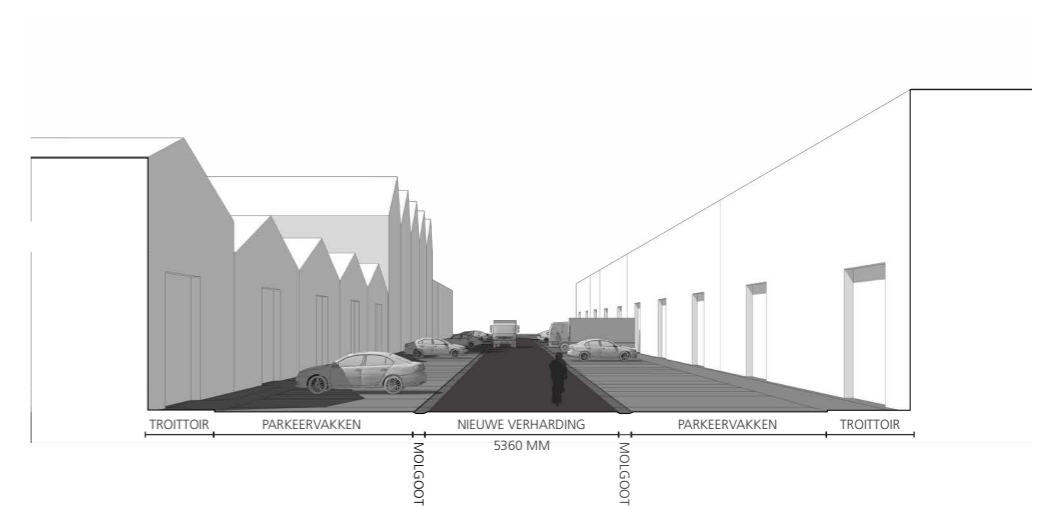 TROITTOIR
PARKEERVAKKEN
NIEUWE VERHARDING
PARKEERVAKKEN
TROITTOIR
5360 MM
MOLGOOT
MOLGOOT